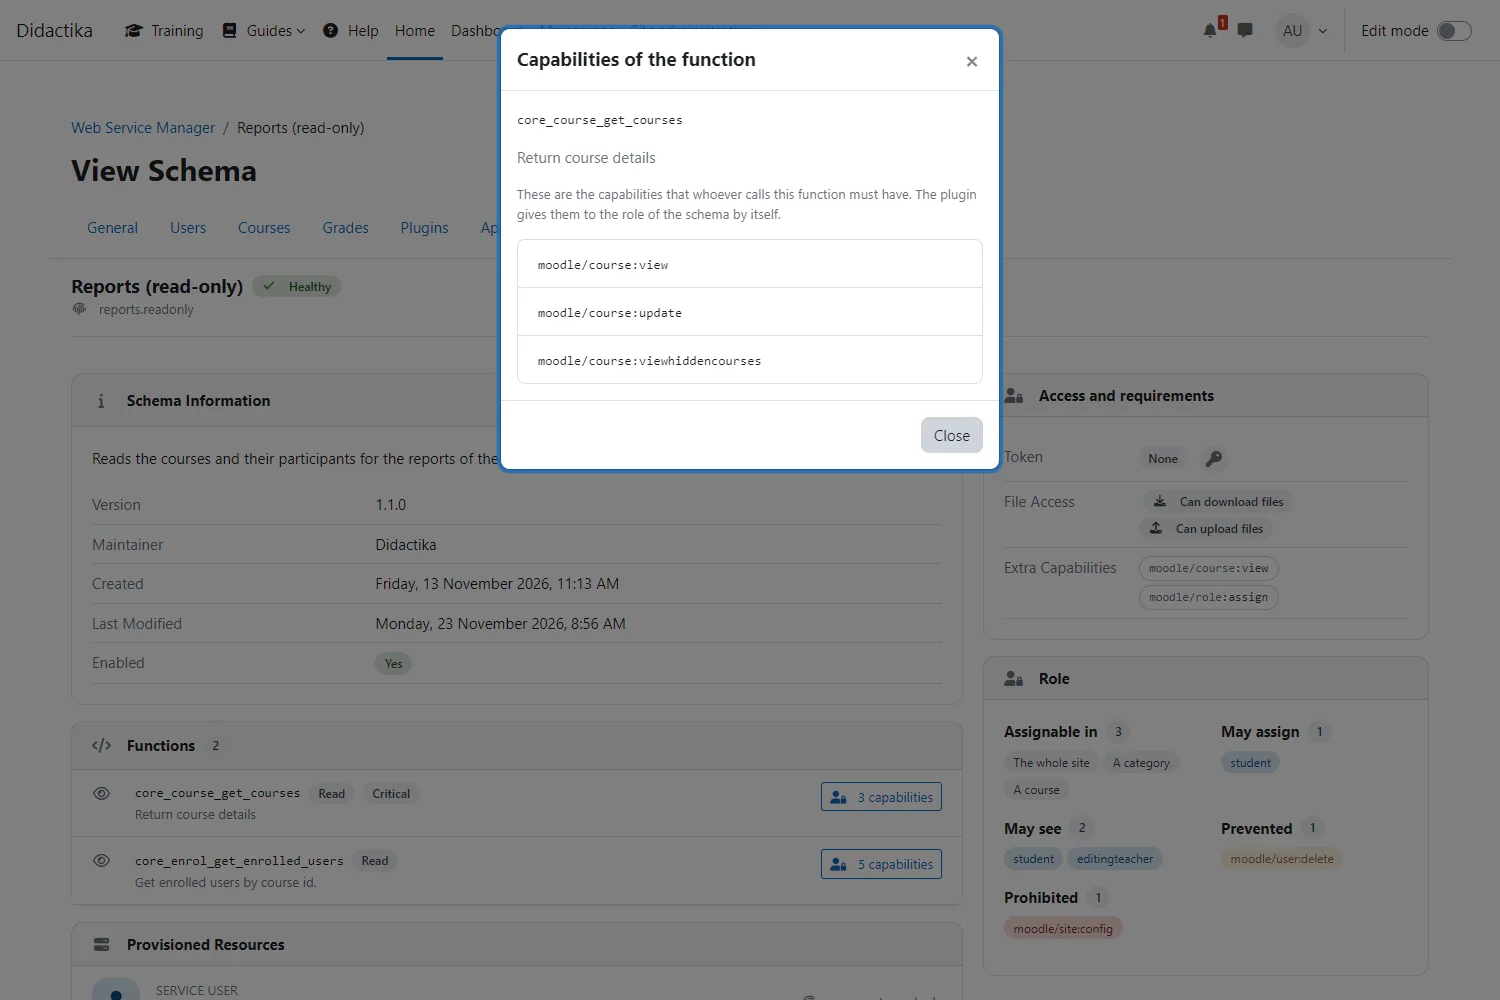 Didactika
Training
Guides
Help
Home
Dashbo
1
AU
Edit mode
Capabilities of the function
×
core_course_get_courses
Return course details
These are the capabilities that whoever calls this function must have. The plugin
gives them to the role of the schema by itself.
moodle/course:view
moodle/course:update
moodle/course:viewhiddencourses
Close
Web Service Manager / Reports (read-only)
View Schema
General
Users
Courses
Grades
Plugins
Ap
Reports (read-only)
Healthy
reports.readonly
Schema Information
Reads the courses and their participants for the reports of the
Version 1.1.0
Maintainer Didactika
Created Friday, 13 November 2026, 11:13 AM
Last Modified Monday, 23 November 2026, 8:56 AM
Enabled Yes
Functions 2
core_course_get_courses Read Critical
Return course details
3 capabilities
core_enrol_get_enrolled_users Read
Get enrolled users by course id.
5 capabilities
Provisioned Resources
SERVICE USER
Access and requirements
Token None
File Access Can download files
Can upload files
Extra Capabilities moodle/course:view
moodle/role:assign
Role
Assignable in 3
The whole site A category
A course
May assign 1
student
May see 2
student editingteacher
Prevented 1
moodle/user:delete
Prohibited 1
moodle/site:config